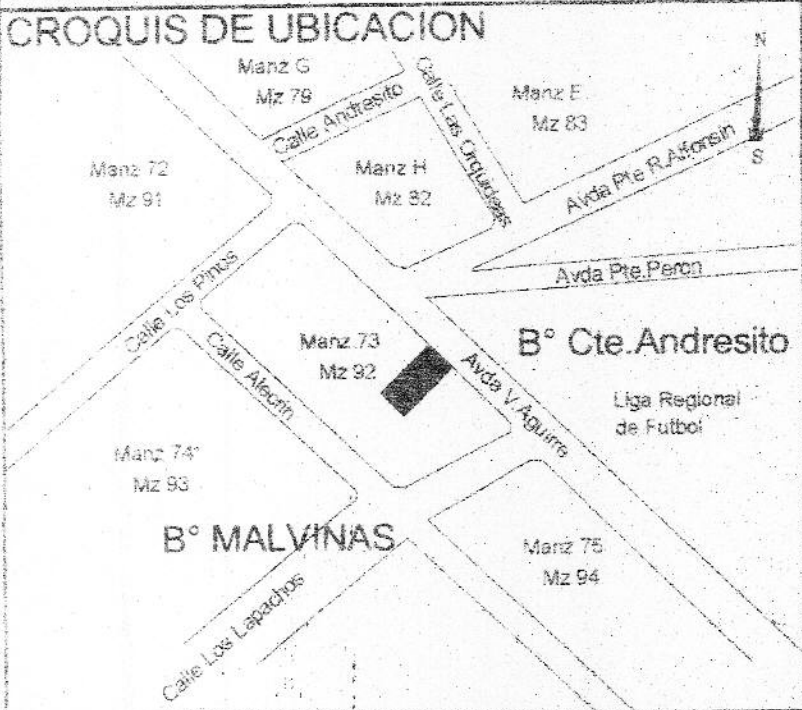 CROQUIS DE UBICACION
N
S
Manz G
Mz 79
Calle Andresito
Calle Las Orquideas
Manz E
Mz 83
Manz 72
Mz 91
Manz H
Mz 82
Avda Pte R.Alfonsin
Calle Los Pinos
Avda Pte.Peron
Manz 73
Mz 92
Calle Alecrin
Avda V.Aguirre
B° Cte.Andresito
Liga Regional
de Futbol
Manz 74
Mz 93
B° MALVINAS
Manz 75
Mz 94
Calle Los Lapachos